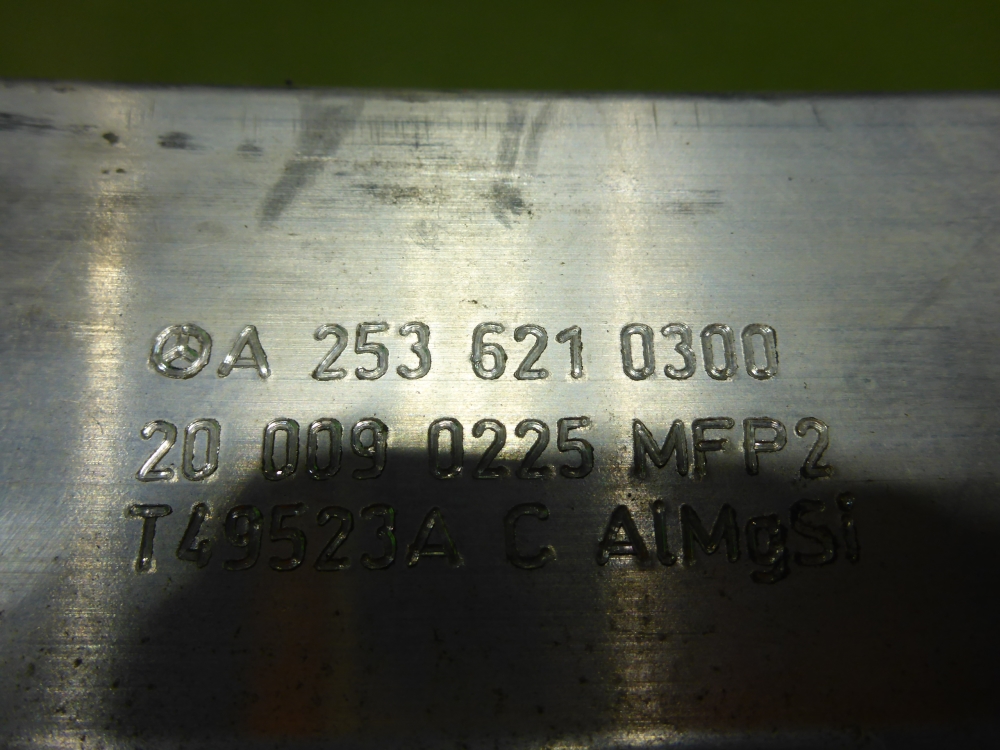 A 253 621 0300
20 009 0225 MFP2
T49523A C AlMgSi